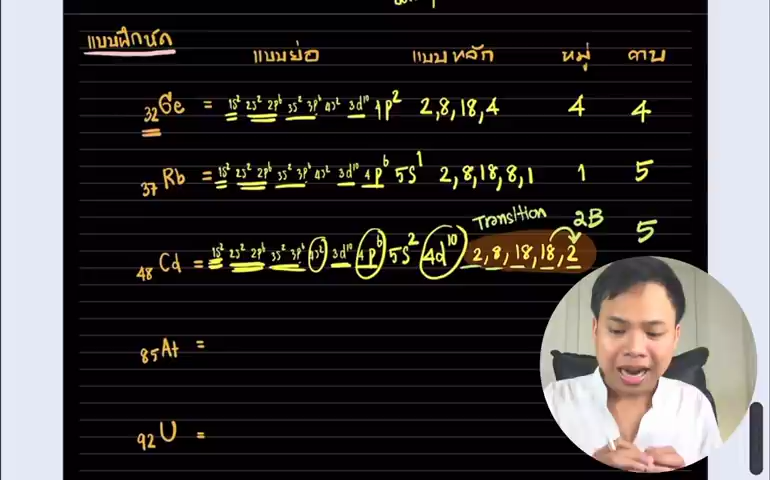 แบบฝึกหัด
แบบย่อ แบบหลัก หมู่ คาบ
₃₂Ge = 1s² 2s² 2p⁶ 3s² 3p⁶ 4s² 3d¹⁰ 4p² 2,8,18,4 4 4
₃₇Rb = 1s² 2s² 2p⁶ 3s² 3p⁶ 4s² 3d¹⁰ 4p⁶ 5s¹ 2,8,18,8,1 1 5
Transition 2B
₄₈Cd = 1s² 2s² 2p⁶ 3s² 3p⁶ 4s² 3d¹⁰ 4p⁶ 5s² 4d¹⁰ 2,8,18,18,2 5
₈₅At =
₉₂U =